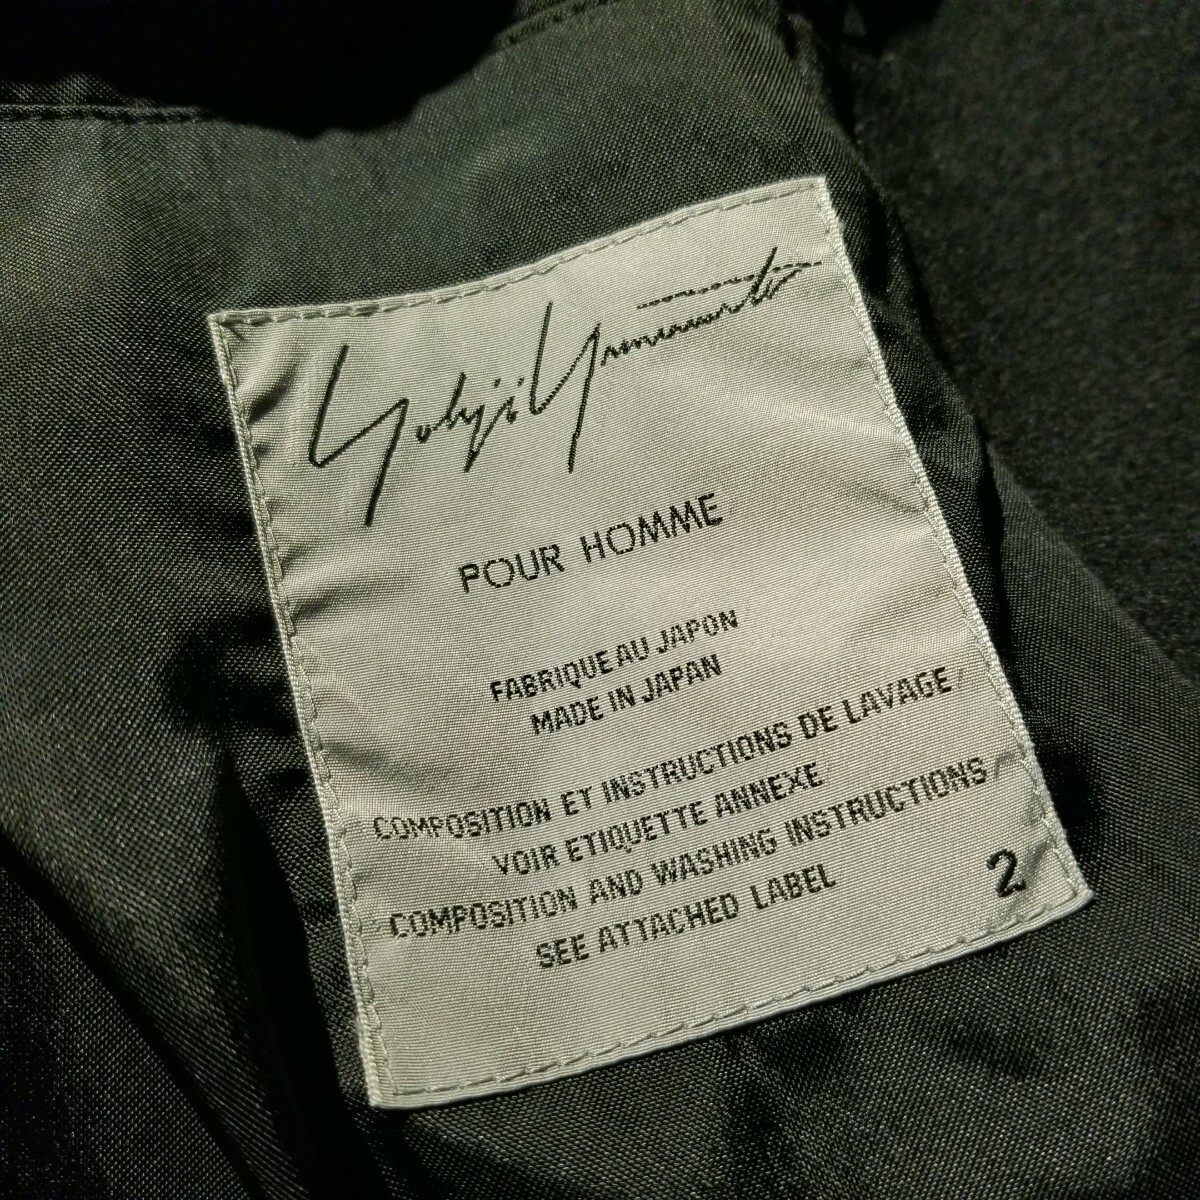 Yohji Yamamoto
POUR HOMME
FABRIQUE AU JAPON
MADE IN JAPAN
COMPOSITION ET INSTRUCTIONS DE LAVAGE
VOIR ETIQUETTE ANNEXE
COMPOSITION AND WASHING INSTRUCTIONS
SEE ATTACHED LABEL
2